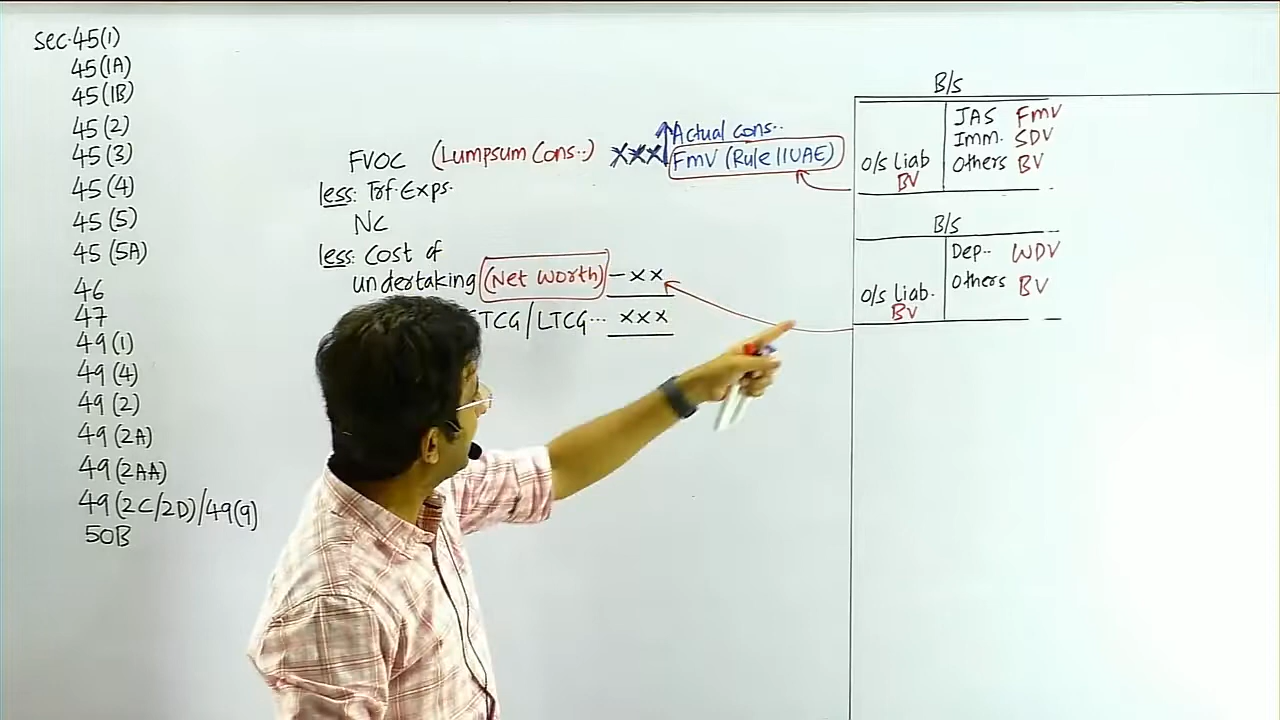 Sec. 45(1)
45(1A)
45(1B)
45(2)
45(3)
45(4)
45(5)
45(5A)
46
47
49(1)
49(4)
49(2)
49(2A)
49(2AA)
49(2C/2D)/49(9)
50B
FVOC (Lumpsum Cons..) XXX Actual Cons..
FMV (Rule 11UAE)
less: Trf. Exps.
NC
less: Cost of
undertaking (Net Worth) – XX
TCG/LTCG... XXX
B/S
JAS FMV
Imm. SDV
O/s Liab Others BV
BV
B/S
Dep.. WDV
O/s Liab. Others BV
BV